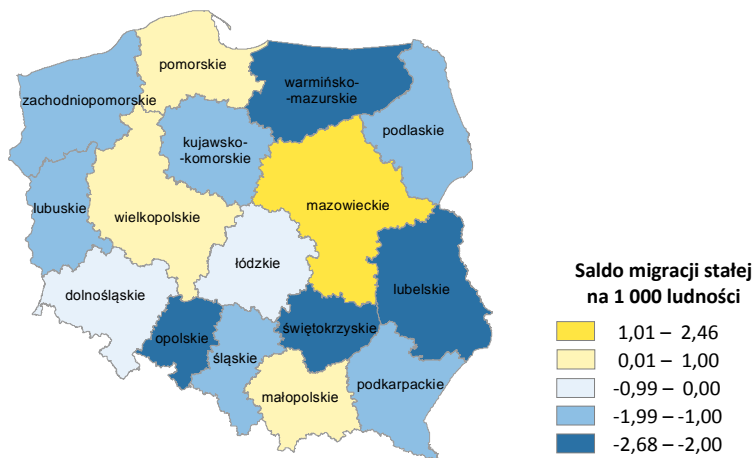 pomorskie
warmińsko-
-mazurskie
zachodniopomorskie
podlaskie
kujawsko-
-komorskie
mazowieckie
lubuskie
wielkopolskie
łódzkie
dolnośląskie
lubelskie
opolskie
świętokrzyskie
śląskie
podkarpackie
małopolskie
Saldo migracji stałej
na 1 000 ludności
1,01 – 2,46
0,01 – 1,00
-0,99 – 0,00
-1,99 – -1,00
-2,68 – -2,00